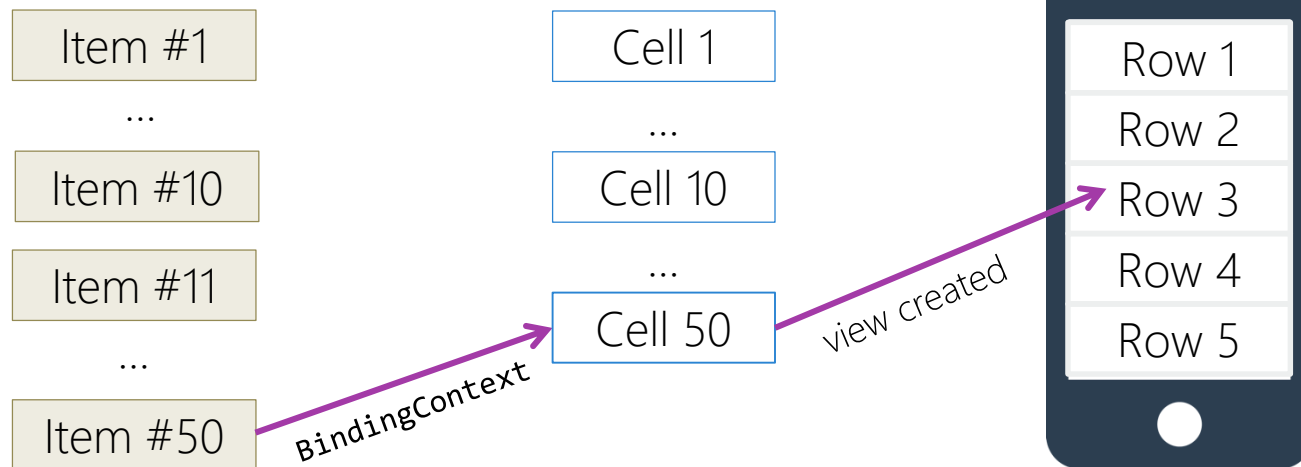 Item #1
...
Item #10
Item #11
...
Item #50
BindingContext
Cell 1
...
Cell 10
...
Cell 50
view created
Row 1
Row 2
Row 3
Row 4
Row 5